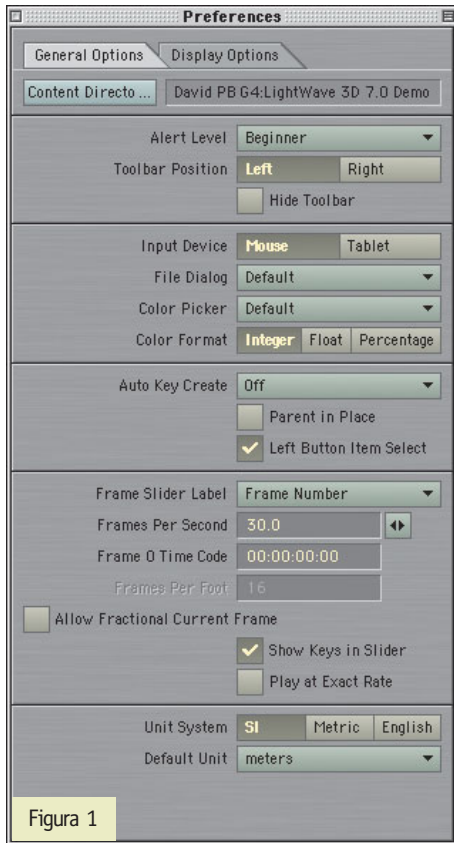 Preferences
General Options Display Options
Content Directo ... David PB G4:LightWave 3D 7.0 Demo
Alert Level Beginner
Toolbar Position Left Right
Hide Toolbar
Input Device Mouse Tablet
File Dialog Default
Color Picker Default
Color Format Integer Float Percentage
Auto Key Create Off
Parent in Place
Left Button Item Select
Frame Slider Label Frame Number
Frames Per Second 30.0
Frame 0 Time Code 00:00:00:00
Frames Per Foot 16
Allow Fractional Current Frame
Show Keys in Slider
Play at Exact Rate
Unit System SI Metric English
Default Unit meters
Figura 1